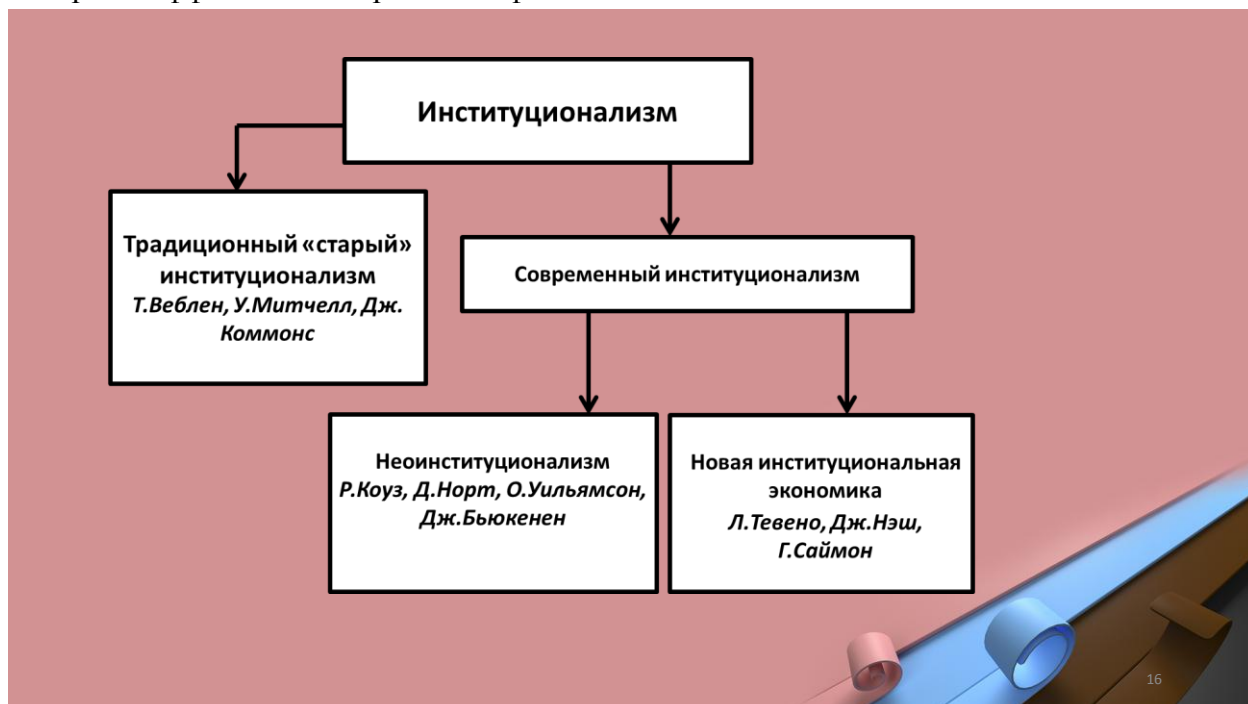 Институционализм
Традиционный «старый»
институционализм
Т.Веблен, У.Митчелл, Дж.
Коммонс
Современный институционализм
Неоинституционализм
Р.Коуз, Д.Норт, О.Уильямсон,
Дж.Бьюкенен
Новая институциональная
экономика
Л.Тевено, Дж.Нэш,
Г.Саймон
16